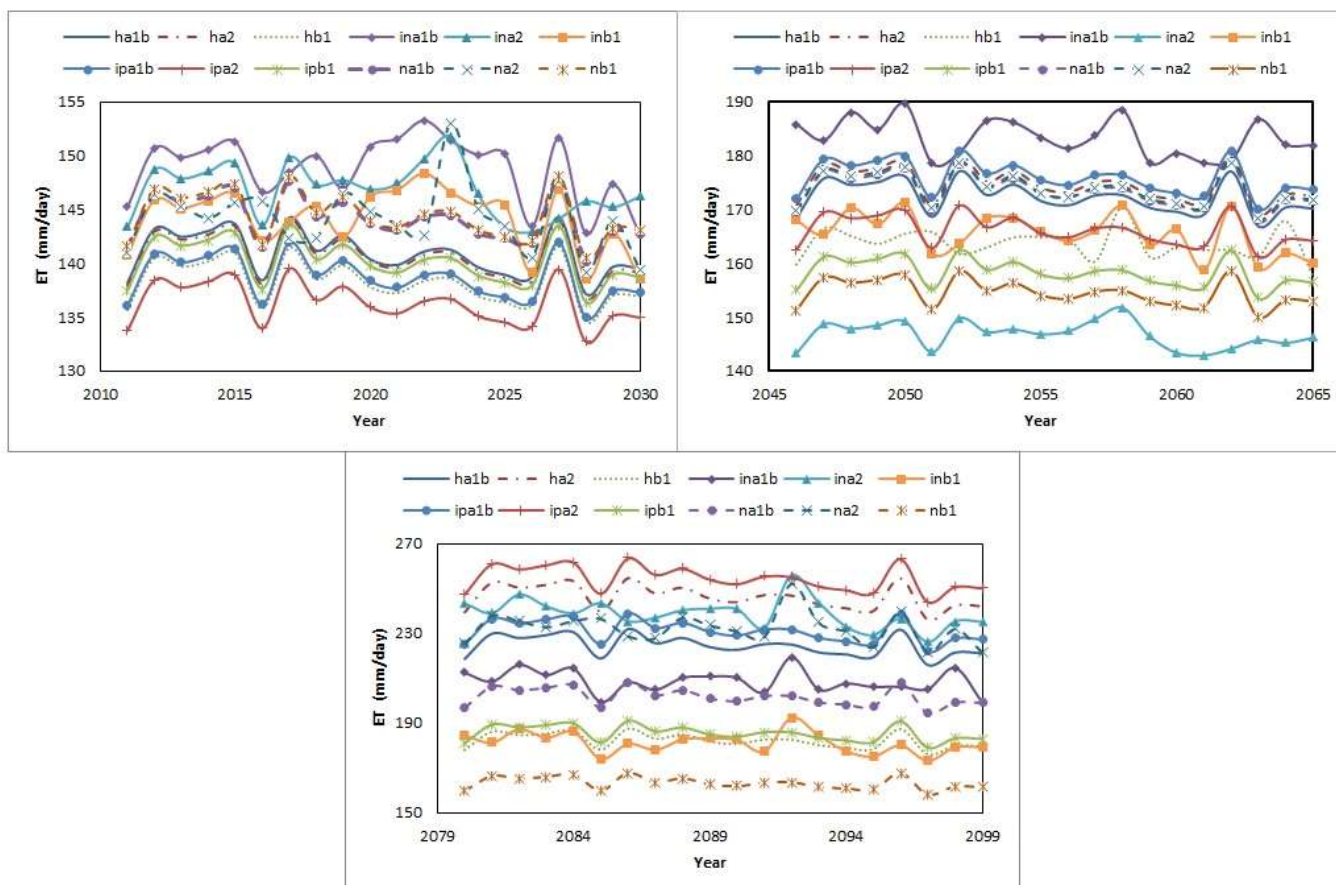 ha1b ha2 hb1 ina1b ina2 inb1
ipa1b ipa2 ipb1 na1b na2 nb1
155
150
145
140
135
130
ET (mm/day)
2010 2015 2020 2025 2030
Year
ha1b ha2 hb1 ina1b ina2 inb1
ipa1b ipa2 ipb1 na1b na2 nb1
190
180
170
160
150
140
ET (mm/day)
2045 2050 2055 2060 2065
Year
ha1b ha2 hb1 ina1b ina2 inb1
ipa1b ipa2 ipb1 na1b na2 nb1
270
230
190
150
ET (mm/day)
2079 2084 2089 2094 2099
Year